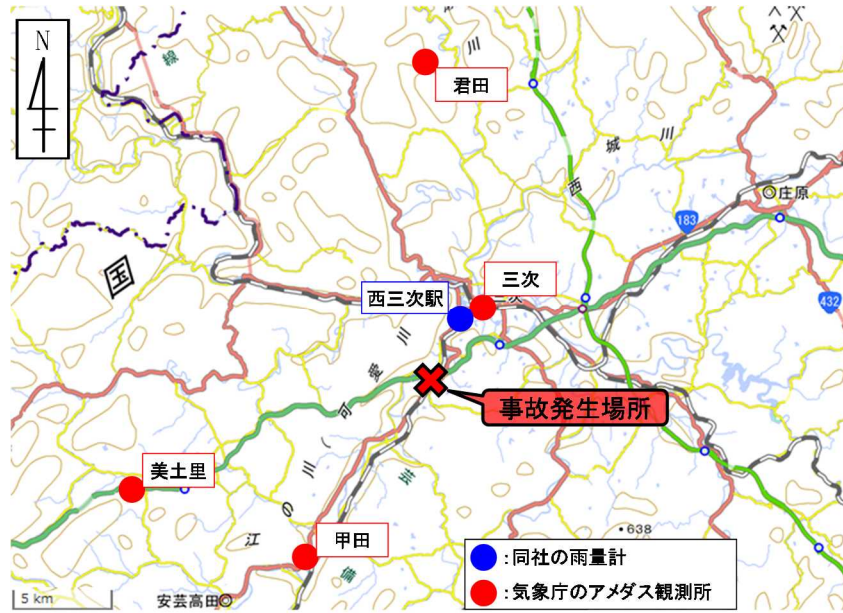 N
線
川
君田
西
城
川
庄原
183
432
三次
西三次駅
国
川
愛
可
(
川
の
江
事故発生場所
美土里
甲田
芸
備
638
5 km
安芸高田
:同社の雨量計
:気象庁のアメダス観測所